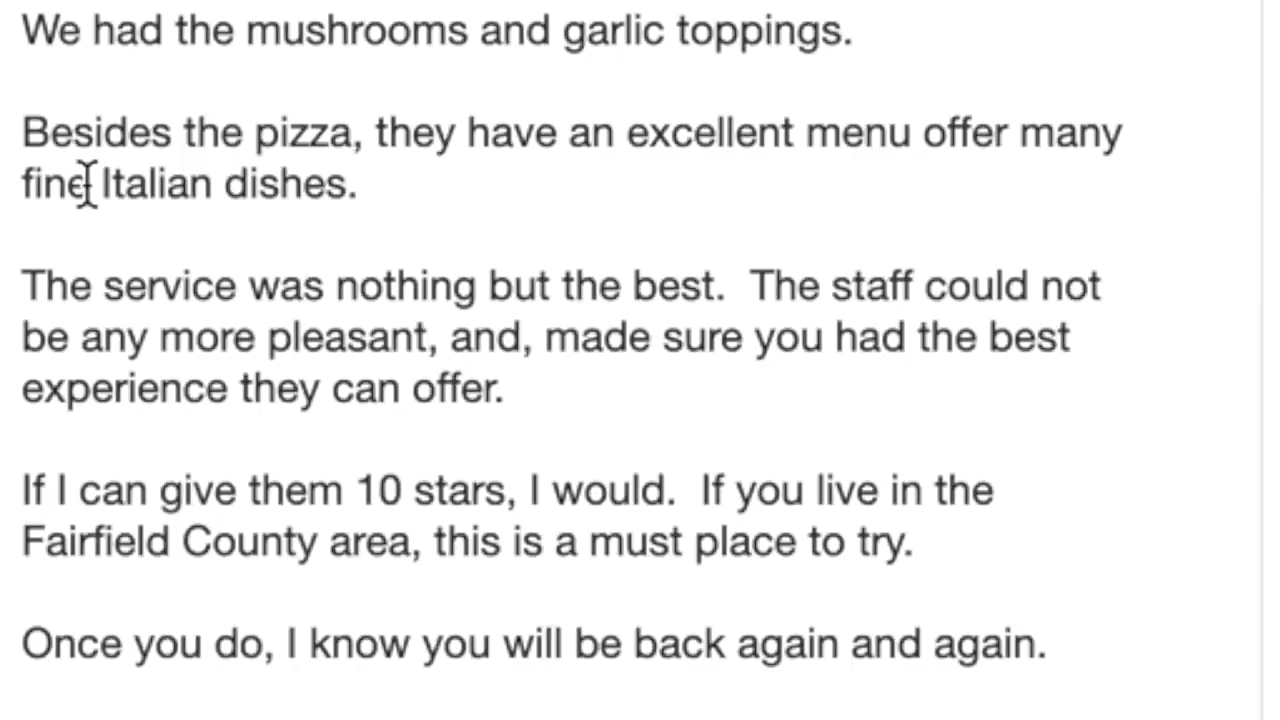 We had the mushrooms and garlic toppings.
Besides the pizza, they have an excellent menu offer many
fine Italian dishes.
The service was nothing but the best.  The staff could not
be any more pleasant, and, made sure you had the best
experience they can offer.
If I can give them 10 stars, I would.  If you live in the
Fairfield County area, this is a must place to try.
Once you do, I know you will be back again and again.